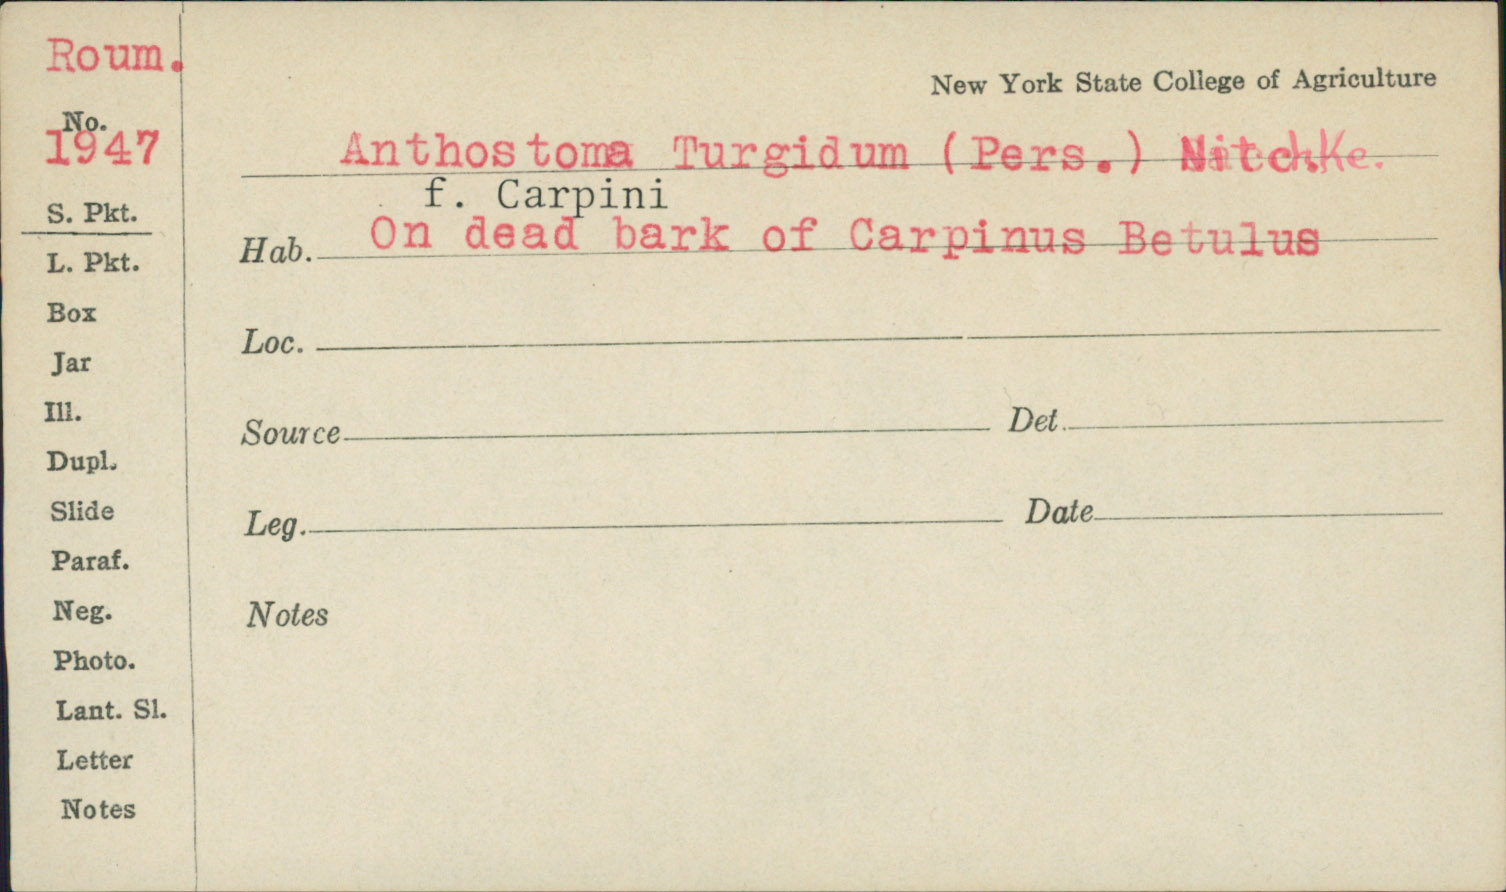 Roum.
New York State College of Agriculture
No.
1947
Anthostoma Turgidum (Pers.) NitchKe.
f. Carpini
S. Pkt.
Hab. On dead bark of Carpinus Betulus
L. Pkt.
Box
Loc.
Jar
Ill.
Source Det.
Dupl.
Slide
Leg. Date
Paraf.
Neg.
Notes
Photo.
Lant. Sl.
Letter
Notes